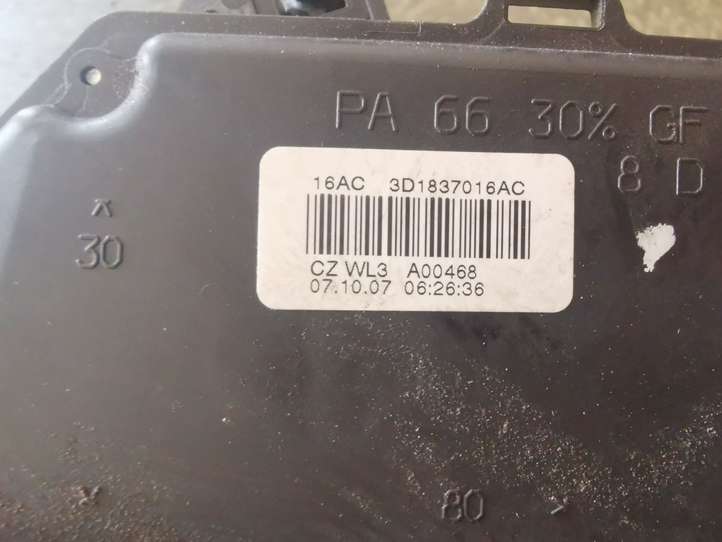 PA 66 30% GF
8 D
16AC 3D1837016AC
30
CZ WL3 A00468
07.10.07 06:26:36
80